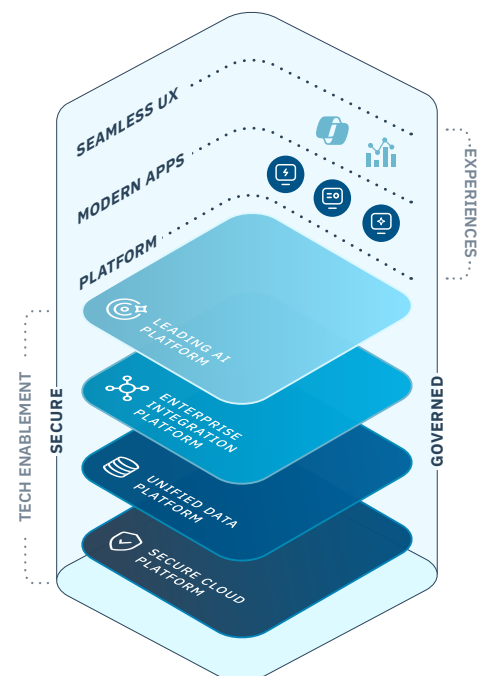 SEAMLESS UX
MODERN APPS
PLATFORM
EXPERIENCES
LEADING AI
PLATFORM
ENTERPRISE
INTEGRATION
PLATFORM
UNIFIED DATA
PLATFORM
SECURE CLOUD
PLATFORM
TECH ENABLEMENT
SECURE
GOVERNED